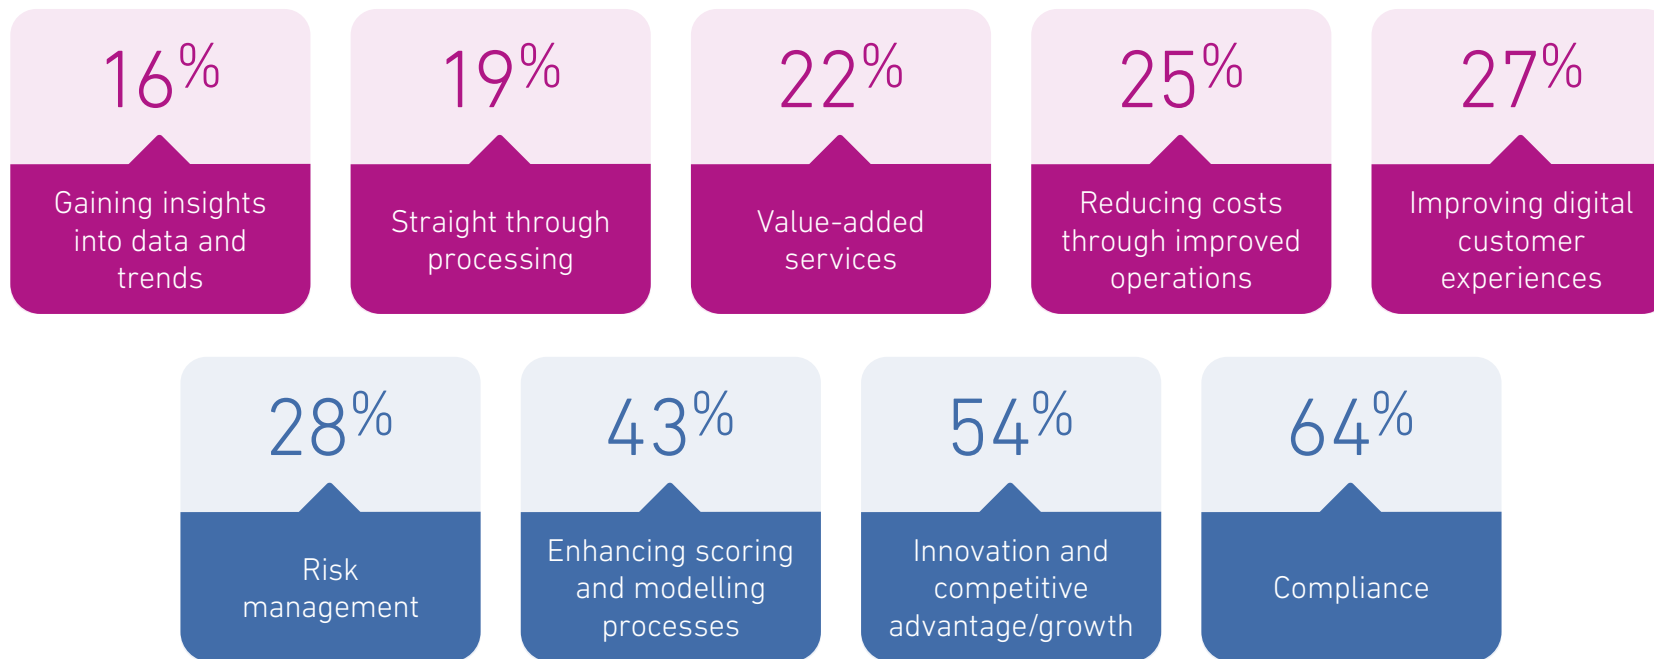 16%
Gaining insights
into data and
trends
19%
Straight through
processing
22%
Value-added
services
25%
Reducing costs
through improved
operations
27%
Improving digital
customer
experiences
28%
Risk
management
43%
Enhancing scoring
and modelling
processes
54%
Innovation and
competitive
advantage/growth
64%
Compliance